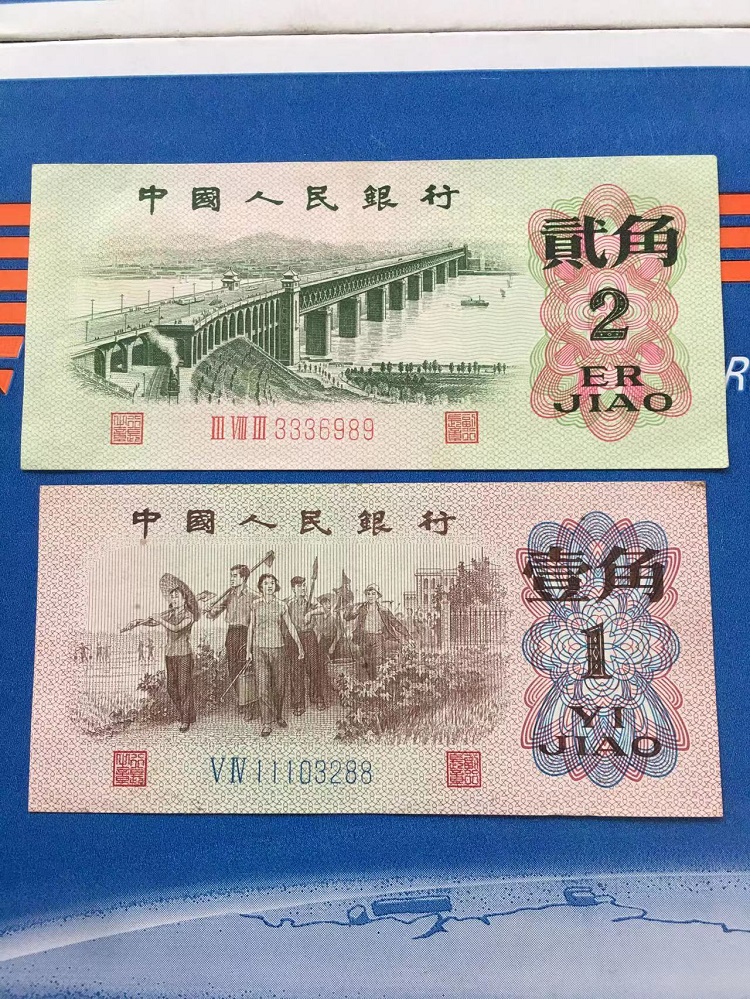 中國人民銀行
貳角
2
ER
JIAO
III VIII III 3336989
R
中國人民銀行
壹角
1
YI
JIAO
V IV 11103288